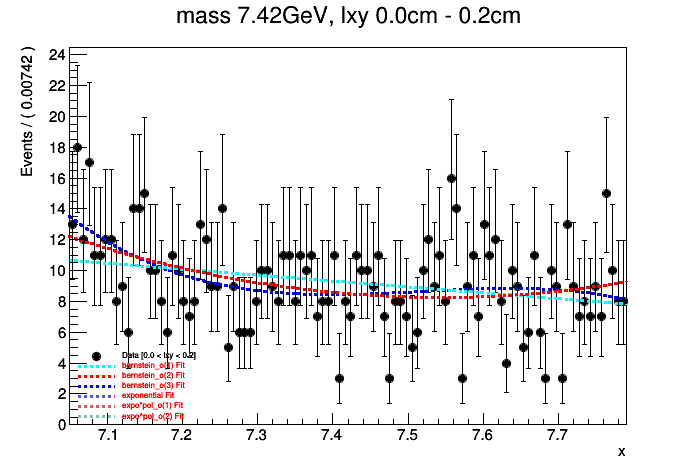 mass 7.42GeV, lxy 0.0cm - 0.2cm
Events / ( 0.00742 )
24
22
20
18
16
14
12
10
8
6
4
2
0
Data [0.0 < lxy < 0.2]
bernstein_o(1) Fit
bernstein_o(2) Fit
bernstein_o(3) Fit
exponential Fit
expo*pol_o(1) Fit
expo*pol_o(2) Fit
7.1 7.2 7.3 7.4 7.5 7.6 7.7
x